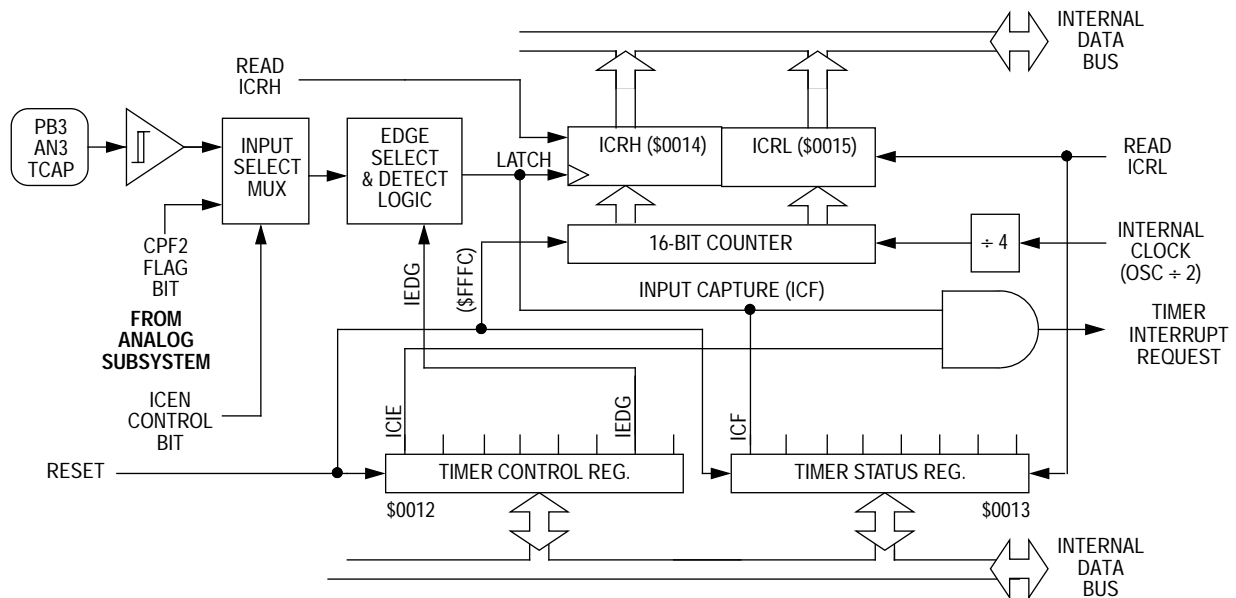 INTERNAL
DATA
BUS
READ
ICRH
PB3
AN3
TCAP
INPUT
SELECT
MUX
EDGE
SELECT
& DETECT
LOGIC
LATCH
ICRH ($0014)
ICRL ($0015)
READ
ICRL
CPF2
FLAG
BIT
FROM
ANALOG
SUBSYSTEM
16-BIT COUNTER
÷ 4
INTERNAL
CLOCK
(OSC ÷ 2)
IEDG
($FFFC)
INPUT CAPTURE (ICF)
TIMER
INTERRUPT
REQUEST
ICEN
CONTROL
BIT
ICIE
IEDG
ICF
RESET
TIMER CONTROL REG.
TIMER STATUS REG.
$0012
$0013
INTERNAL
DATA
BUS